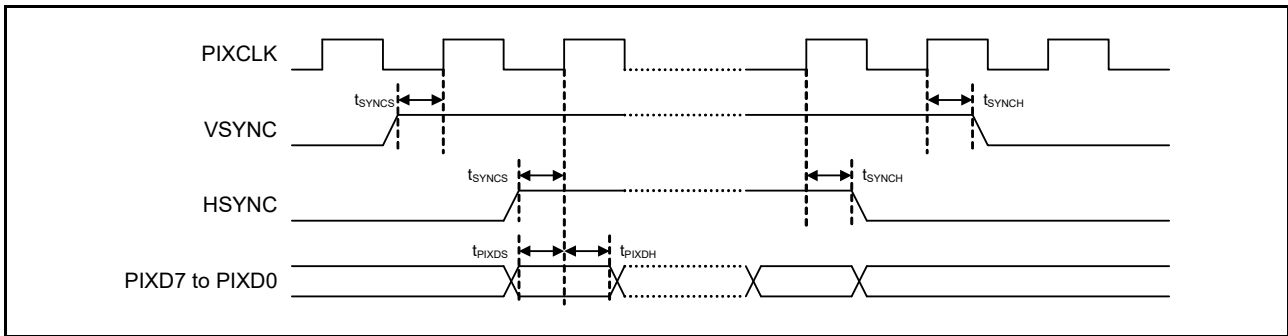 PIXCLK
tSYNCS
tSYNCH
VSYNC
tSYNCS
tSYNCH
HSYNC
tPIXDS
tPIXDH
PIXD7 to PIXD0